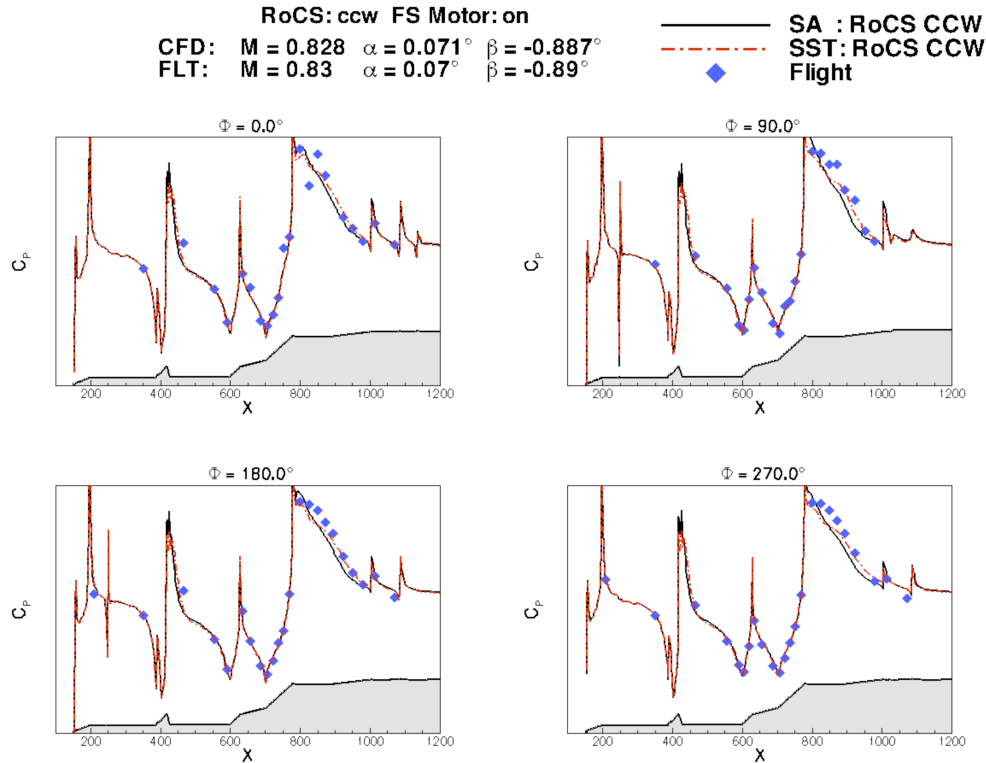 RoCS: ccw FS Motor: on
CFD: M = 0.828 α = 0.071° β = -0.887°
FLT: M = 0.83 α = 0.07° β = -0.89°
SA : RoCS CCW
SST: RoCS CCW
Flight
Φ = 0.0°
C_P
200 400 600 800 1000 1200
X
Φ = 90.0°
C_P
200 400 600 800 1000 1200
X
Φ = 180.0°
C_P
200 400 600 800 1000 1200
X
Φ = 270.0°
C_P
200 400 600 800 1000 1200
X